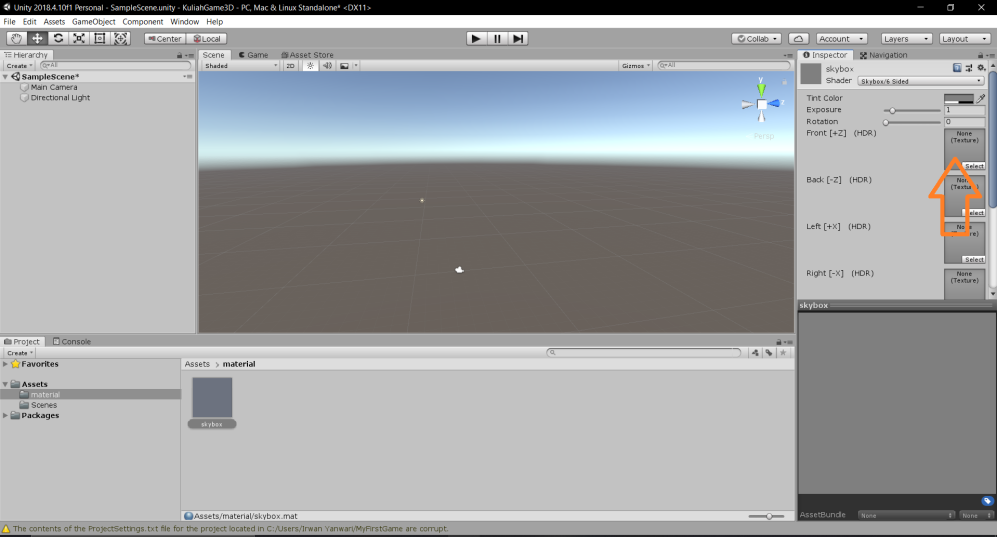 Unity 2018.4.10f1 Personal - SampleScene.unity - KuliahGame3D - PC, Mac & Linux Standalone* <DX11>
File Edit Assets GameObject Component Window Help
Center Local Collab Account Layers Layout
Hierarchy
Create All
SampleScene*
Main Camera
Directional Light
Scene Game Asset Store
Shaded 2D Gizmos All
y
z
Persp
Inspector Navigation
skybox
Shader Skybox/6 Sided
Tint Color
Exposure 1
Rotation 0
Front [+Z] (HDR) None
(Texture)
Select
Back [-Z] (HDR) None
(Texture)
Select
Left [+X] (HDR) None
(Texture)
Select
Right [-X] (HDR) None
(Texture)
skybox
Project Console
Create
Favorites
Assets
material
Scenes
Packages
Assets > material
skybox
Assets/material/skybox.mat
AssetBundle None None
The contents of the ProjectSettings.txt file for the project located in C:/Users/Irwan Yanwari/MyFirstGame are corrupt.